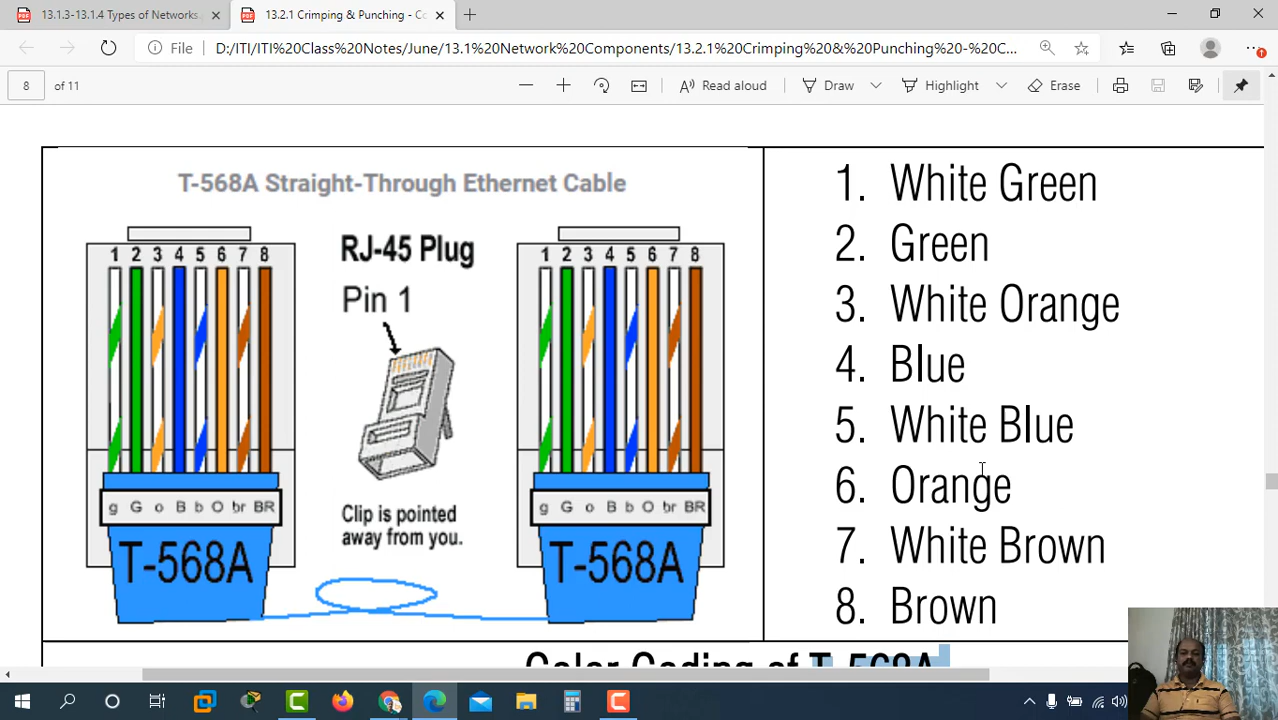 13.1.3-13.1.4 Types of Networks
13.2.1 Crimping & Punching - Co
File
D:/ITI/ITI%20Class%20Notes/June/13.1%20Network%20Components/13.2.1%20Crimping%20&%20Punching%20-%20C...
8 of 11
Read aloud
Draw
Highlight
Erase
T-568A Straight-Through Ethernet Cable
1 2 3 4 5 6 7 8
RJ-45 Plug
Pin 1
1 2 3 4 5 6 7 8
Clip is pointed
away from you.
g G o B b O br BR
T-568A
g G o B b O br BR
T-568A
1. White Green
2. Green
3. White Orange
4. Blue
5. White Blue
6. Orange
7. White Brown
8. Brown
Color Coding of T-568A